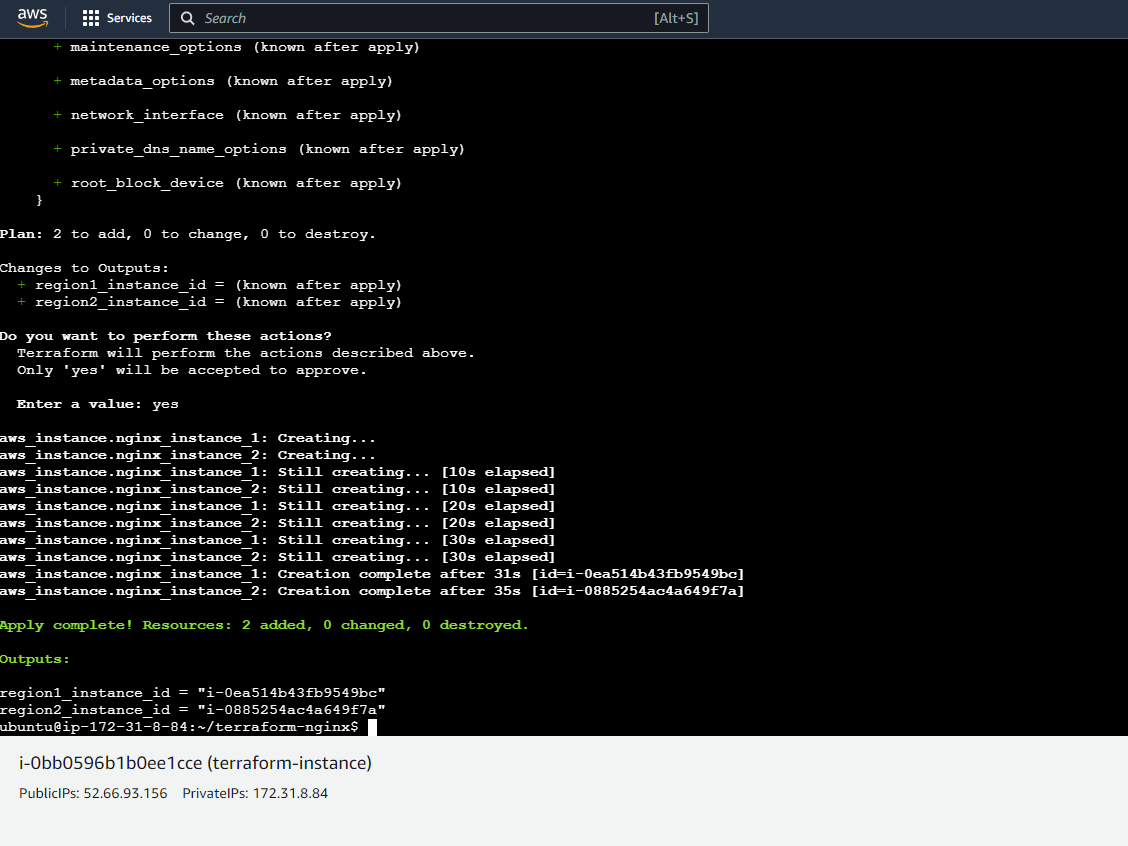 aws
Services
Search
[Alt+S]
+ maintenance_options (known after apply)
+ metadata_options (known after apply)
+ network_interface (known after apply)
+ private_dns_name_options (known after apply)
+ root_block_device (known after apply)
}
Plan: 2 to add, 0 to change, 0 to destroy.
Changes to Outputs:
+ region1_instance_id = (known after apply)
+ region2_instance_id = (known after apply)
Do you want to perform these actions?
Terraform will perform the actions described above.
Only 'yes' will be accepted to approve.
Enter a value: yes
aws_instance.nginx_instance_1: Creating...
aws_instance.nginx_instance_2: Creating...
aws_instance.nginx_instance_1: Still creating... [10s elapsed]
aws_instance.nginx_instance_2: Still creating... [10s elapsed]
aws_instance.nginx_instance_1: Still creating... [20s elapsed]
aws_instance.nginx_instance_2: Still creating... [20s elapsed]
aws_instance.nginx_instance_1: Still creating... [30s elapsed]
aws_instance.nginx_instance_2: Still creating... [30s elapsed]
aws_instance.nginx_instance_1: Creation complete after 31s [id=i-0ea514b43fb9549bc]
aws_instance.nginx_instance_2: Creation complete after 35s [id=i-0885254ac4a649f7a]
Apply complete! Resources: 2 added, 0 changed, 0 destroyed.
Outputs:
region1_instance_id = "i-0ea514b43fb9549bc"
region2_instance_id = "i-0885254ac4a649f7a"
ubuntu@ip-172-31-8-84:~/terraform-nginx$
i-0bb0596b1b0ee1cce (terraform-instance)
PublicIPs: 52.66.93.156 PrivateIPs: 172.31.8.84